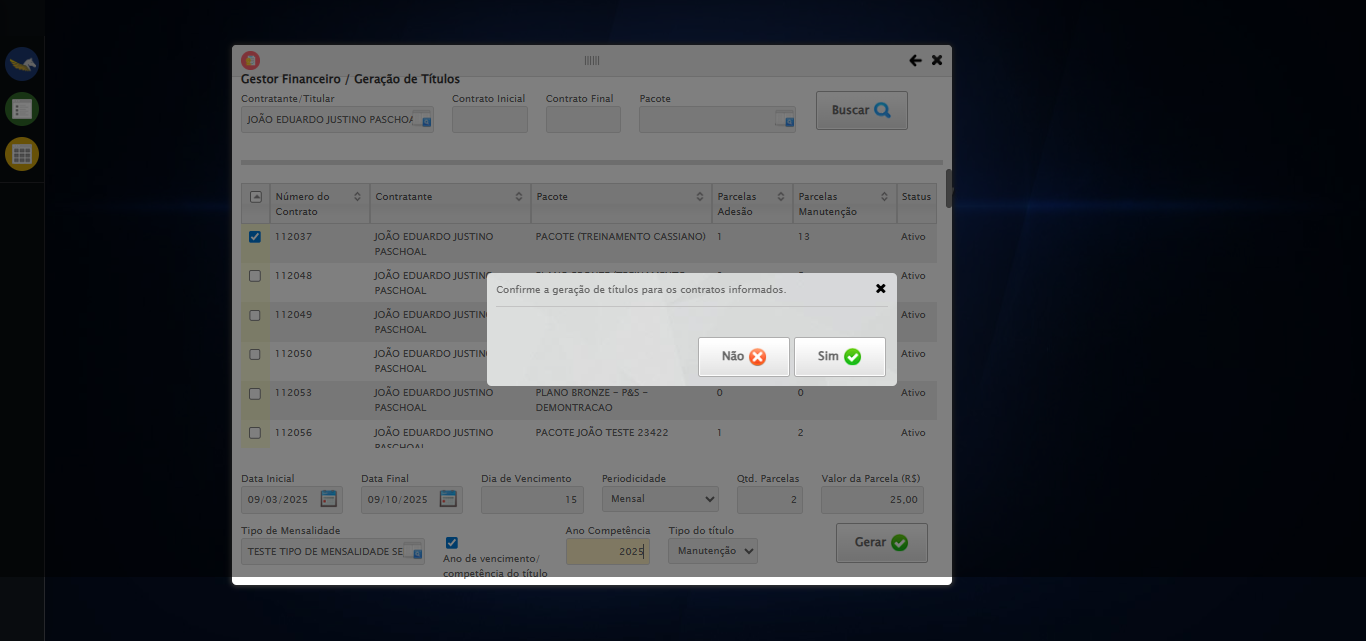 Gestor Financeiro / Geração de Títulos
Contratante/Titular Contrato Inicial Contrato Final Pacote
JOÃO EDUARDO JUSTINO PASCHOA Buscar
Número do Contrato Contratante Pacote Parcelas Adesão Parcelas Manutenção Status
112037 JOÃO EDUARDO JUSTINO PASCHOAL PACOTE (TREINAMENTO CASSIANO) 1 13 Ativo
112048 JOÃO EDUARDO JUSTINO PASCHOAL Ativo
112049 JOÃO EDUARDO JUSTINO PASCHOAL Ativo
112050 JOÃO EDUARDO JUSTINO PASCHOAL Ativo
112053 JOÃO EDUARDO JUSTINO PASCHOAL PLANO BRONZE - P&S - DEMONTRACAO 0 0 Ativo
112056 JOÃO EDUARDO JUSTINO PASCHOAL PACOTE JOÃO TESTE 23422 1 2 Ativo
Confirme a geração de títulos para os contratos informados.
Não Sim
Data Inicial Data Final Dia de Vencimento Periodicidade Qtd. Parcelas Valor da Parcela (R$)
09/03/2025 09/10/2025 15 Mensal 2 25,00
Tipo de Mensalidade Ano Competência Tipo do título
TESTE TIPO DE MENSALIDADE SE 2025 Manutenção Gerar
Ano de vencimento/
competência do título